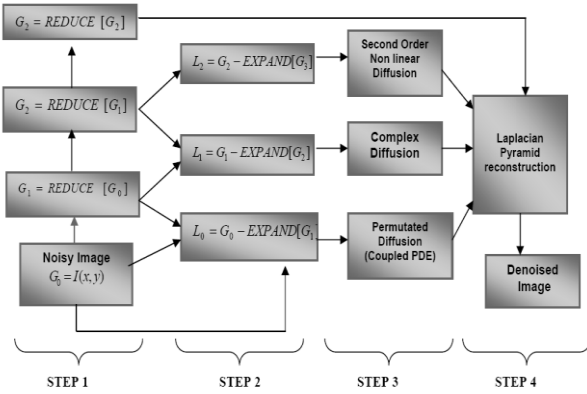 G₂ = REDUCE [G₂]
G₂ = REDUCE [G₁]
G₁ = REDUCE [G₀]
Noisy Image
G₀ = I(x, y)
L₂ = G₂ − EXPAND[G₃]
L₁ = G₁ − EXPAND[G₂]
L₀ = G₀ − EXPAND[G₁
Second Order
Non linear
Diffusion
Complex
Diffusion
Permutated
Diffusion
(Coupled PDE)
Laplacian
Pyramid
reconstruction
Denoised
Image
STEP 1
STEP 2
STEP 3
STEP 4